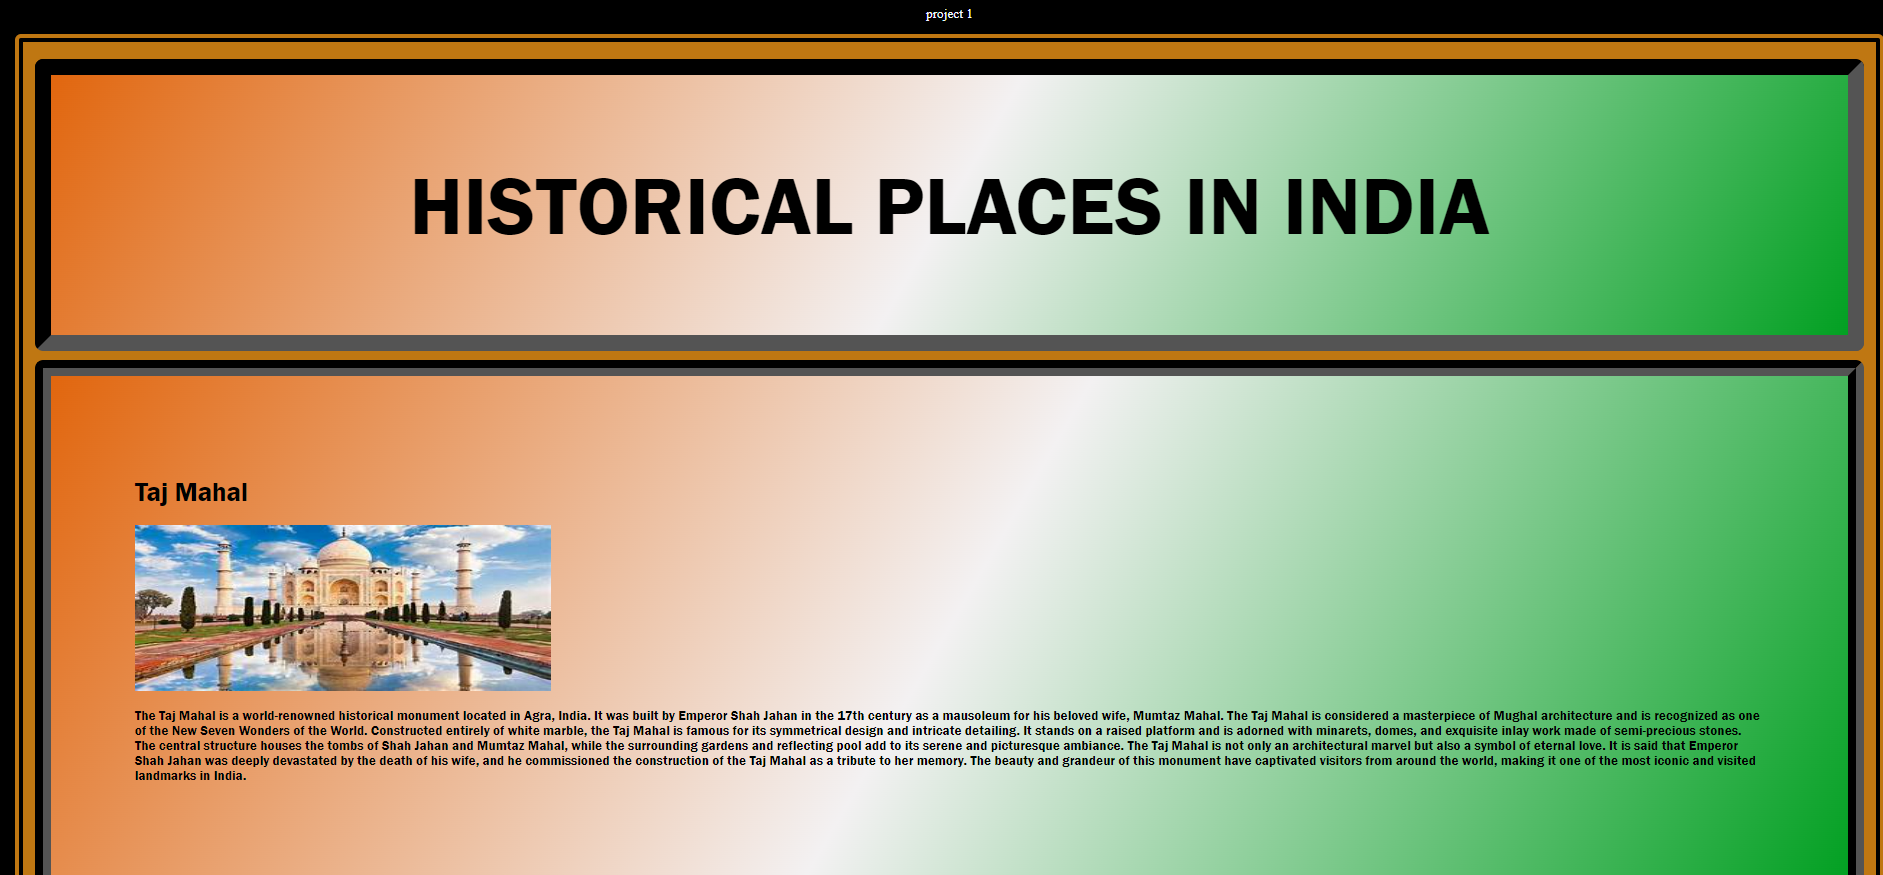 project 1
HISTORICAL PLACES IN INDIA
Taj Mahal
The Taj Mahal is a world-renowned historical monument located in Agra, India. It was built by Emperor Shah Jahan in the 17th century as a mausoleum for his beloved wife, Mumtaz Mahal. The Taj Mahal is considered a masterpiece of Mughal architecture and is recognized as one
of the New Seven Wonders of the World. Constructed entirely of white marble, the Taj Mahal is famous for its symmetrical design and intricate detailing. It stands on a raised platform and is adorned with minarets, domes, and exquisite inlay work made of semi-precious stones.
The central structure houses the tombs of Shah Jahan and Mumtaz Mahal, while the surrounding gardens and reflecting pool add to its serene and picturesque ambiance. The Taj Mahal is not only an architectural marvel but also a symbol of eternal love. It is said that Emperor
Shah Jahan was deeply devastated by the death of his wife, and he commissioned the construction of the Taj Mahal as a tribute to her memory. The beauty and grandeur of this monument have captivated visitors from around the world, making it one of the most iconic and visited
landmarks in India.